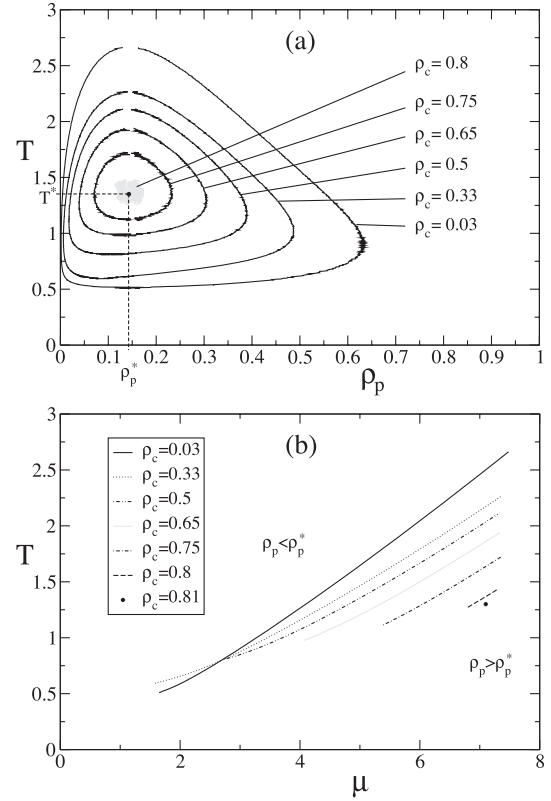 (a)
3
2.5
2
1.5
1
0.5
0
T
T*
ρc = 0.8
ρc = 0.75
ρc = 0.65
ρc = 0.5
ρc = 0.33
ρc = 0.03
0 0.1 0.2 0.3 0.4 0.5 0.6 0.7 0.8 0.9 1
ρp*
ρp
(b)
3
2.5
2
1.5
1
0.5
0
T
ρc=0.03
ρc=0.33
ρc=0.5
ρc=0.65
ρc=0.75
ρc=0.8
ρc=0.81
ρp<ρp*
ρp>ρp*
2 4 6 8
μ